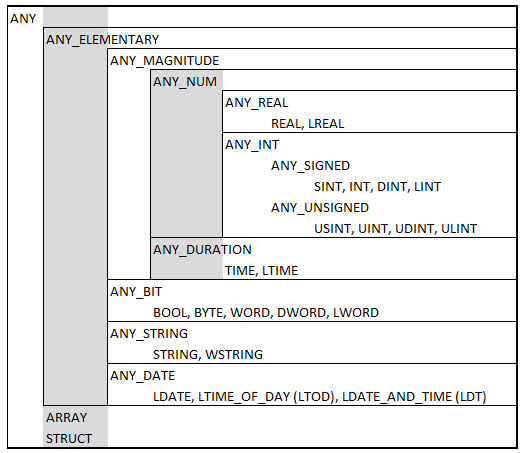 ANY
ANY_ELEMENTARY
ANY_MAGNITUDE
ANY_NUM
ANY_REAL
REAL, LREAL
ANY_INT
ANY_SIGNED
SINT, INT, DINT, LINT
ANY_UNSIGNED
USINT, UINT, UDINT, ULINT
ANY_DURATION
TIME, LTIME
ANY_BIT
BOOL, BYTE, WORD, DWORD, LWORD
ANY_STRING
STRING, WSTRING
ANY_DATE
LDATE, LTIME_OF_DAY (LTOD), LDATE_AND_TIME (LDT)
ARRAY
STRUCT